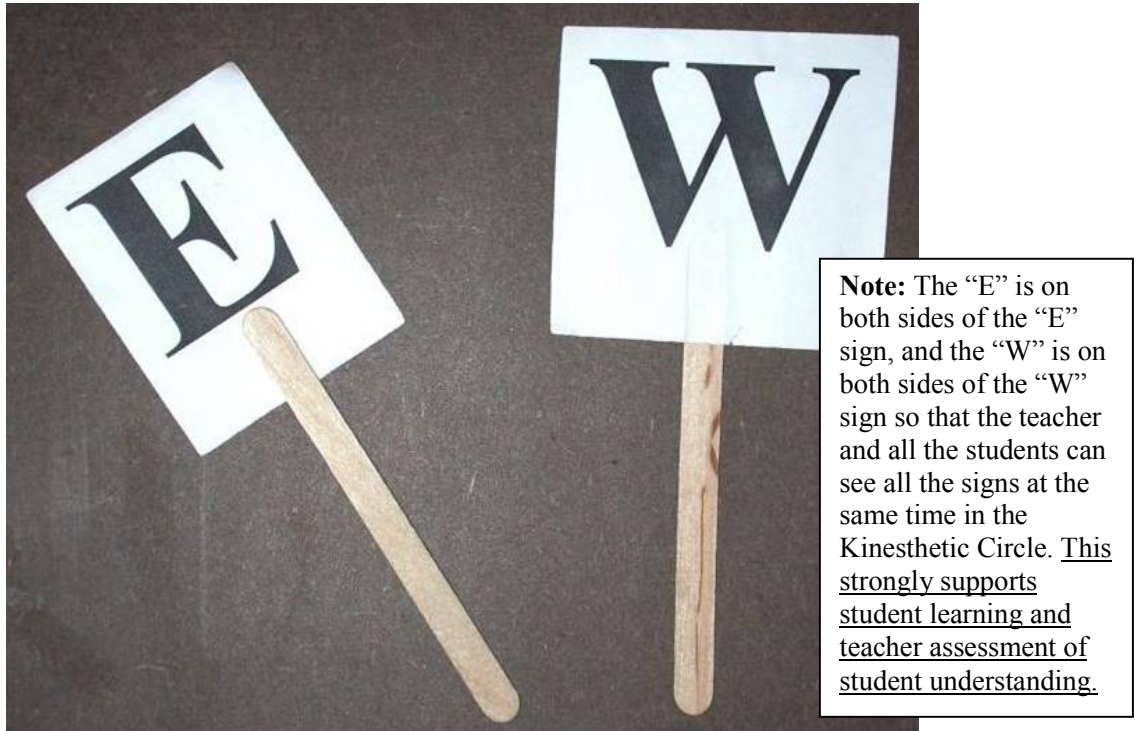 E
W
Note: The “E” is on
both sides of the “E”
sign, and the “W” is on
both sides of the “W”
sign so that the teacher
and all the students can
see all the signs at the
same time in the
Kinesthetic Circle. This
strongly supports
student learning and
teacher assessment of
student understanding.